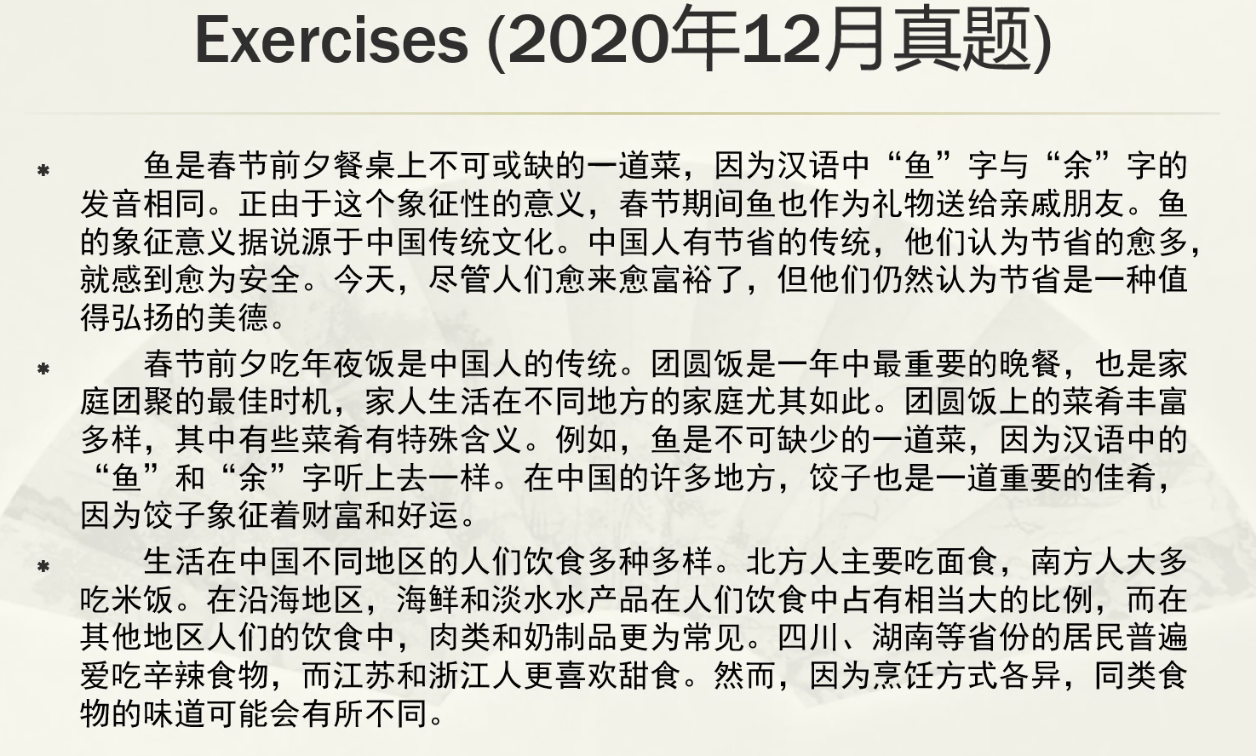 Exercises (2020年12月真题)
* 鱼是春节前夕餐桌上不可或缺的一道菜，因为汉语中“鱼”字与“余”字的
发音相同。正由于这个象征性的意义，春节期间鱼也作为礼物送给亲戚朋友。鱼
的象征意义据说源于中国传统文化。中国人有节省的传统，他们认为节省的愈多，
就感到愈为安全。今天，尽管人们愈来愈富裕了，但他们仍然认为节省是一种值
得弘扬的美德。
* 春节前夕吃年夜饭是中国人的传统。团圆饭是一年中最重要的晚餐，也是家
庭团聚的最佳时机，家人生活在不同地方的家庭尤其如此。团圆饭上的菜肴丰富
多样，其中有些菜肴有特殊含义。例如，鱼是不可缺少的一道菜，因为汉语中的
“鱼”和“余”字听上去一样。在中国的许多地方，饺子也是一道重要的佳肴，
因为饺子象征着财富和好运。
* 生活在中国不同地区的人们饮食多种多样。北方人主要吃面食，南方人大多
吃米饭。在沿海地区，海鲜和淡水水产品在人们饮食中占有相当大的比例，而在
其他地区人们的饮食中，肉类和奶制品更为常见。四川、湖南等省份的居民普遍
爱吃辛辣食物，而江苏和浙江人更喜欢甜食。然而，因为烹饪方式各异，同类食
物的味道可能会有所不同。